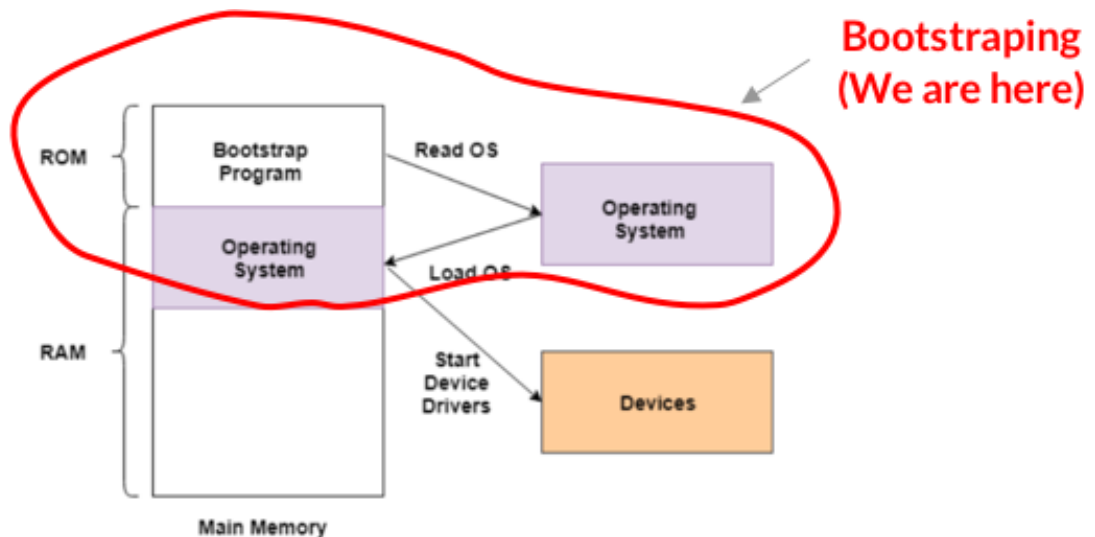 Bootstraping
(We are here)
ROM
Bootstrap
Program
Read OS
Operating
System
Operating
System
Load OS
RAM
Start
Device
Drivers
Devices
Main Memory